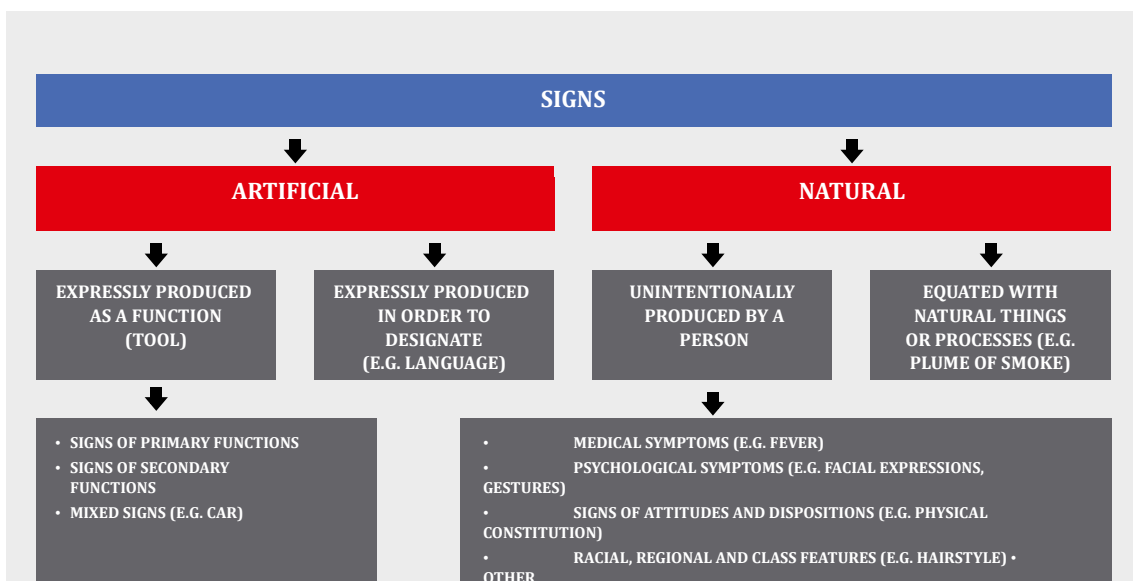 SIGNS
ARTIFICIAL
NATURAL
EXPRESSLY PRODUCED
AS A FUNCTION
(TOOL)
EXPRESSLY PRODUCED
IN ORDER TO
DESIGNATE
(E.G. LANGUAGE)
UNINTENTIONALLY
PRODUCED BY A
PERSON
EQUATED WITH
NATURAL THINGS
OR PROCESSES (E.G.
PLUME OF SMOKE)
• SIGNS OF PRIMARY FUNCTIONS
• SIGNS OF SECONDARY
FUNCTIONS
• MIXED SIGNS (E.G. CAR)
• MEDICAL SYMPTOMS (E.G. FEVER)
• PSYCHOLOGICAL SYMPTOMS (E.G. FACIAL EXPRESSIONS,
GESTURES)
• SIGNS OF ATTITUDES AND DISPOSITIONS (E.G. PHYSICAL
CONSTITUTION)
• RACIAL, REGIONAL AND CLASS FEATURES (E.G. HAIRSTYLE) •
OTHER